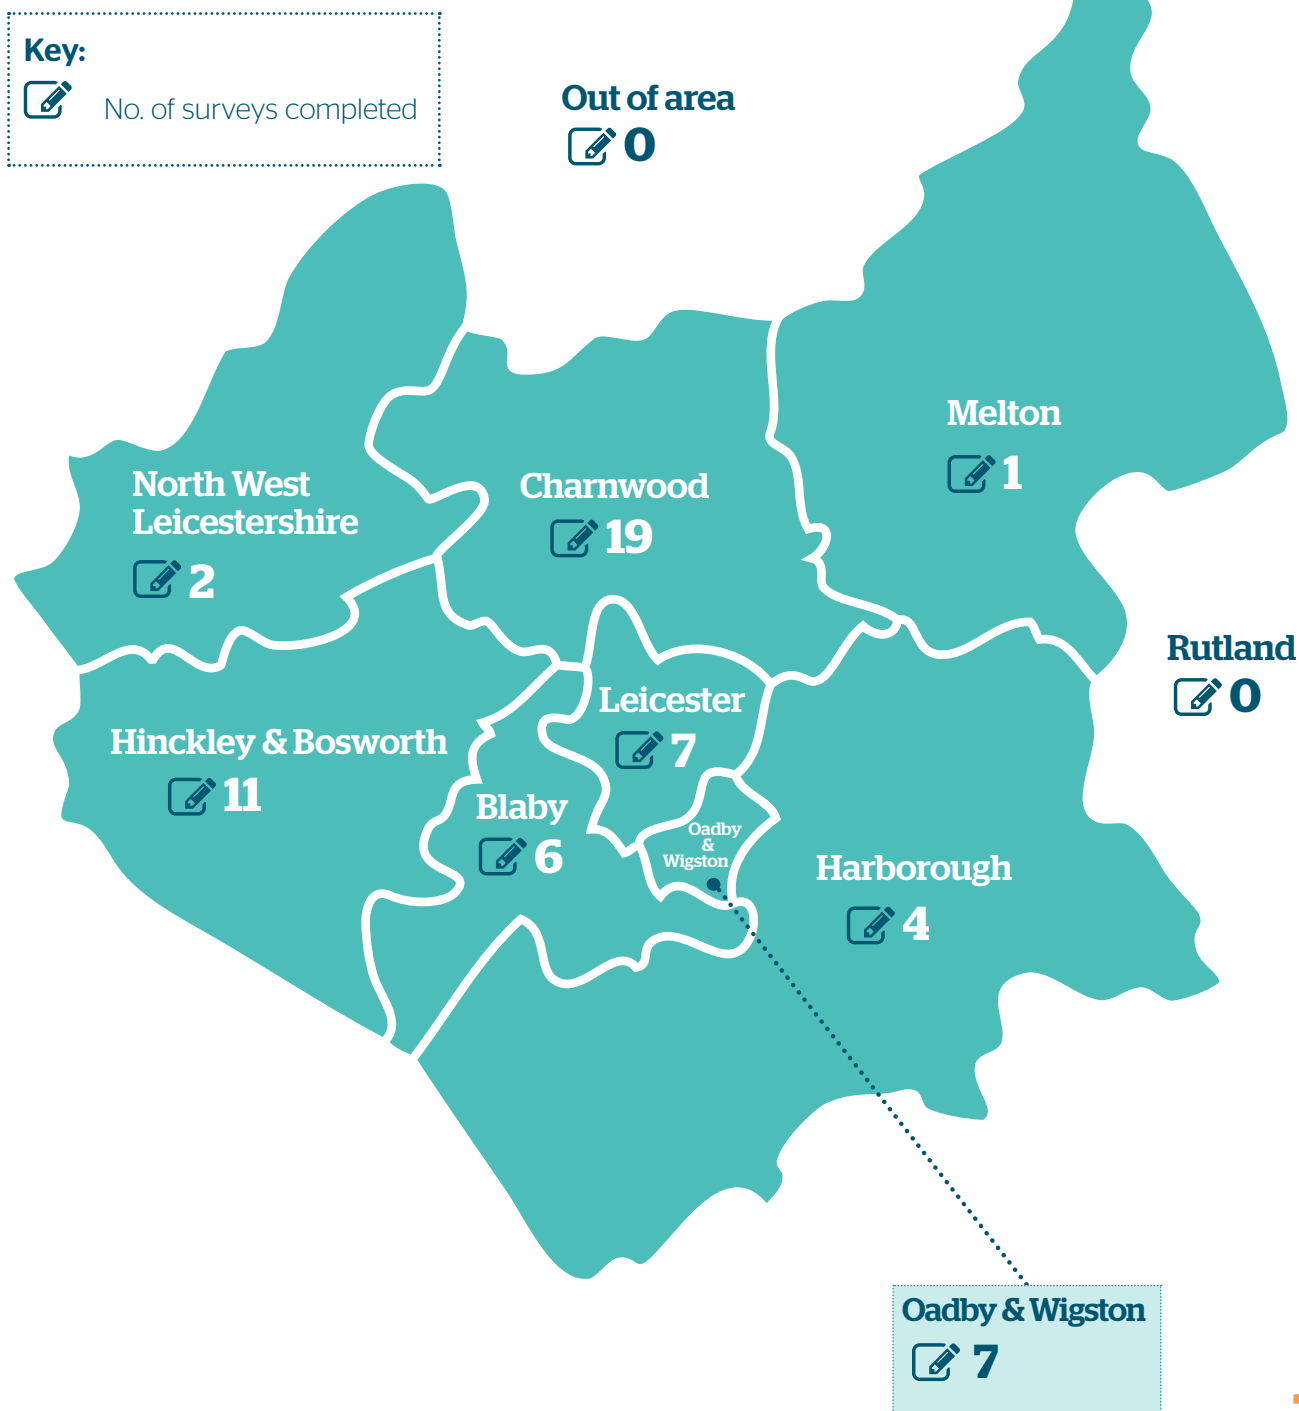 Key:
No. of surveys completed
Out of area
0
Melton
1
North West
Leicestershire
2
Charnwood
19
Rutland
0
Leicester
7
Hinckley & Bosworth
11
Blaby
6
Oadby
&
Wigston
Harborough
4
Oadby & Wigston
7